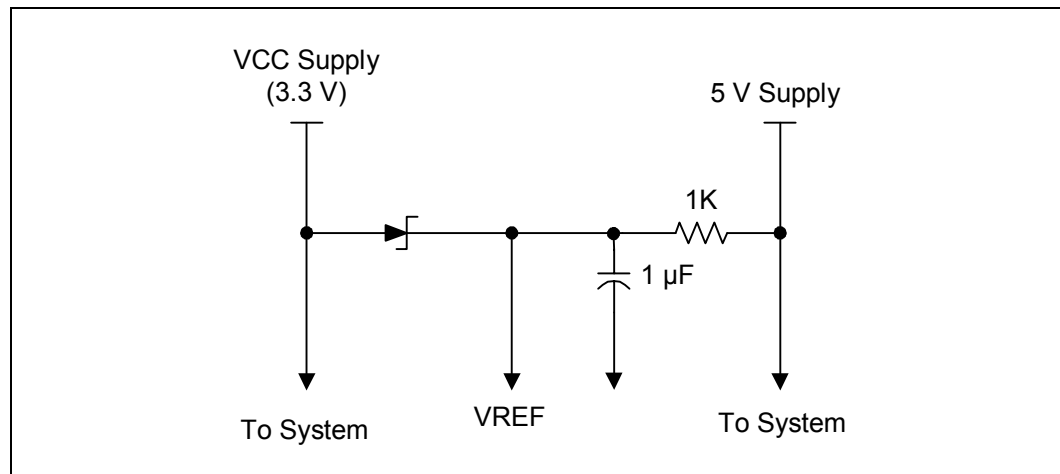 VCC Supply
(3.3 V)
5 V Supply
1K
1 µF
To System
VREF
To System